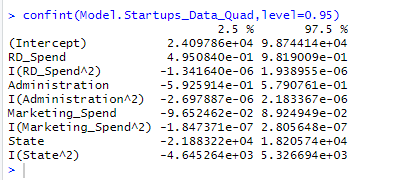 > confint(Model.Startups_Data_Quad,level=0.95)
2.5 % 97.5 %
(Intercept) 2.409786e+04 9.874414e+04
RD_Spend 4.950840e-01 9.819009e-01
I(RD_Spend^2) -1.341640e-06 1.938955e-06
Administration -5.925914e-01 5.790761e-01
I(Administration^2) -2.697887e-06 2.183367e-06
Marketing_Spend -9.652462e-02 8.924949e-02
I(Marketing_Spend^2) -1.847371e-07 2.805648e-07
State -2.188322e+04 1.820574e+04
I(State^2) -4.645264e+03 5.326694e+03